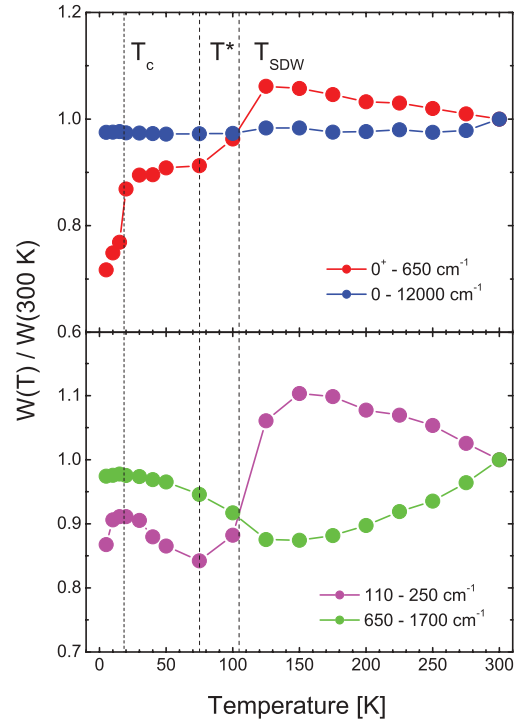 1.2
T_c T* T_SDW
1.0
0.8
0⁺ - 650 cm⁻¹
0 - 12000 cm⁻¹
0.6
W(T) / W(300 K)
1.1
1.0
0.9
0.8
110 - 250 cm⁻¹
650 - 1700 cm⁻¹
0.7
0 50 100 150 200 250 300
Temperature [K]